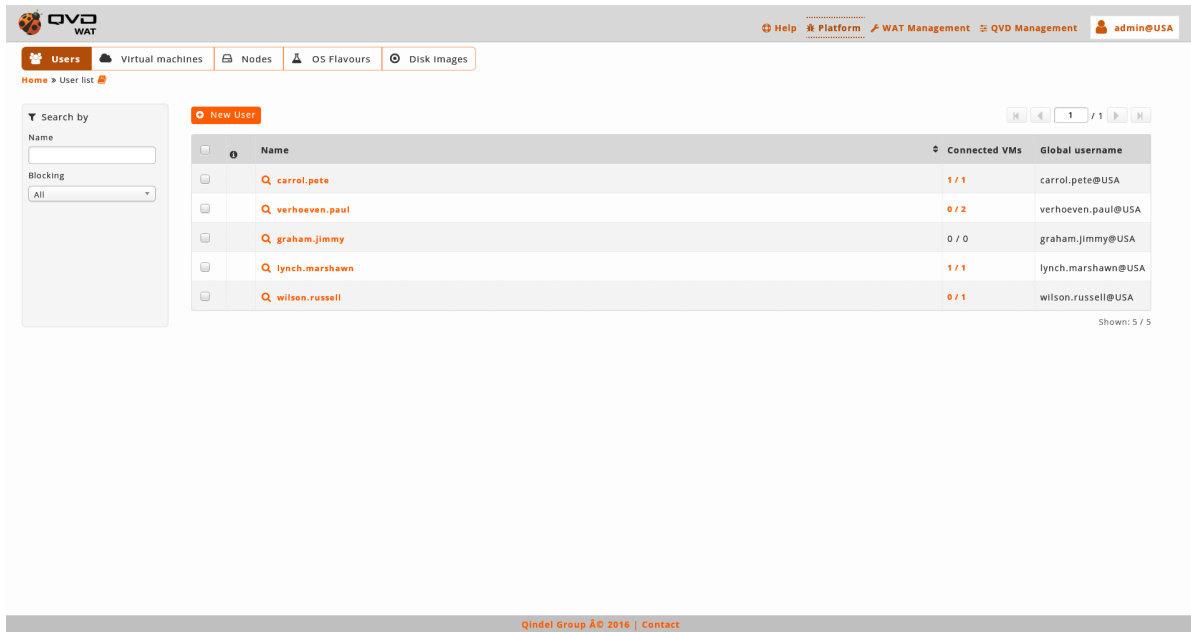 QVD
WAT
Help Platform WAT Management QVD Management admin@USA
Users Virtual machines Nodes OS Flavours Disk images
Home » User list
Search by
Name
Blocking
All
New User
1 / 1
Name Connected VMs Global username
carrol.pete 1 / 1 carrol.pete@USA
verhoeven.paul 0 / 2 verhoeven.paul@USA
graham.jimmy 0 / 0 graham.jimmy@USA
lynch.marshawn 1 / 1 lynch.marshawn@USA
wilson.russell 0 / 1 wilson.russell@USA
Shown: 5 / 5
Qindel Group Â© 2016 | Contact